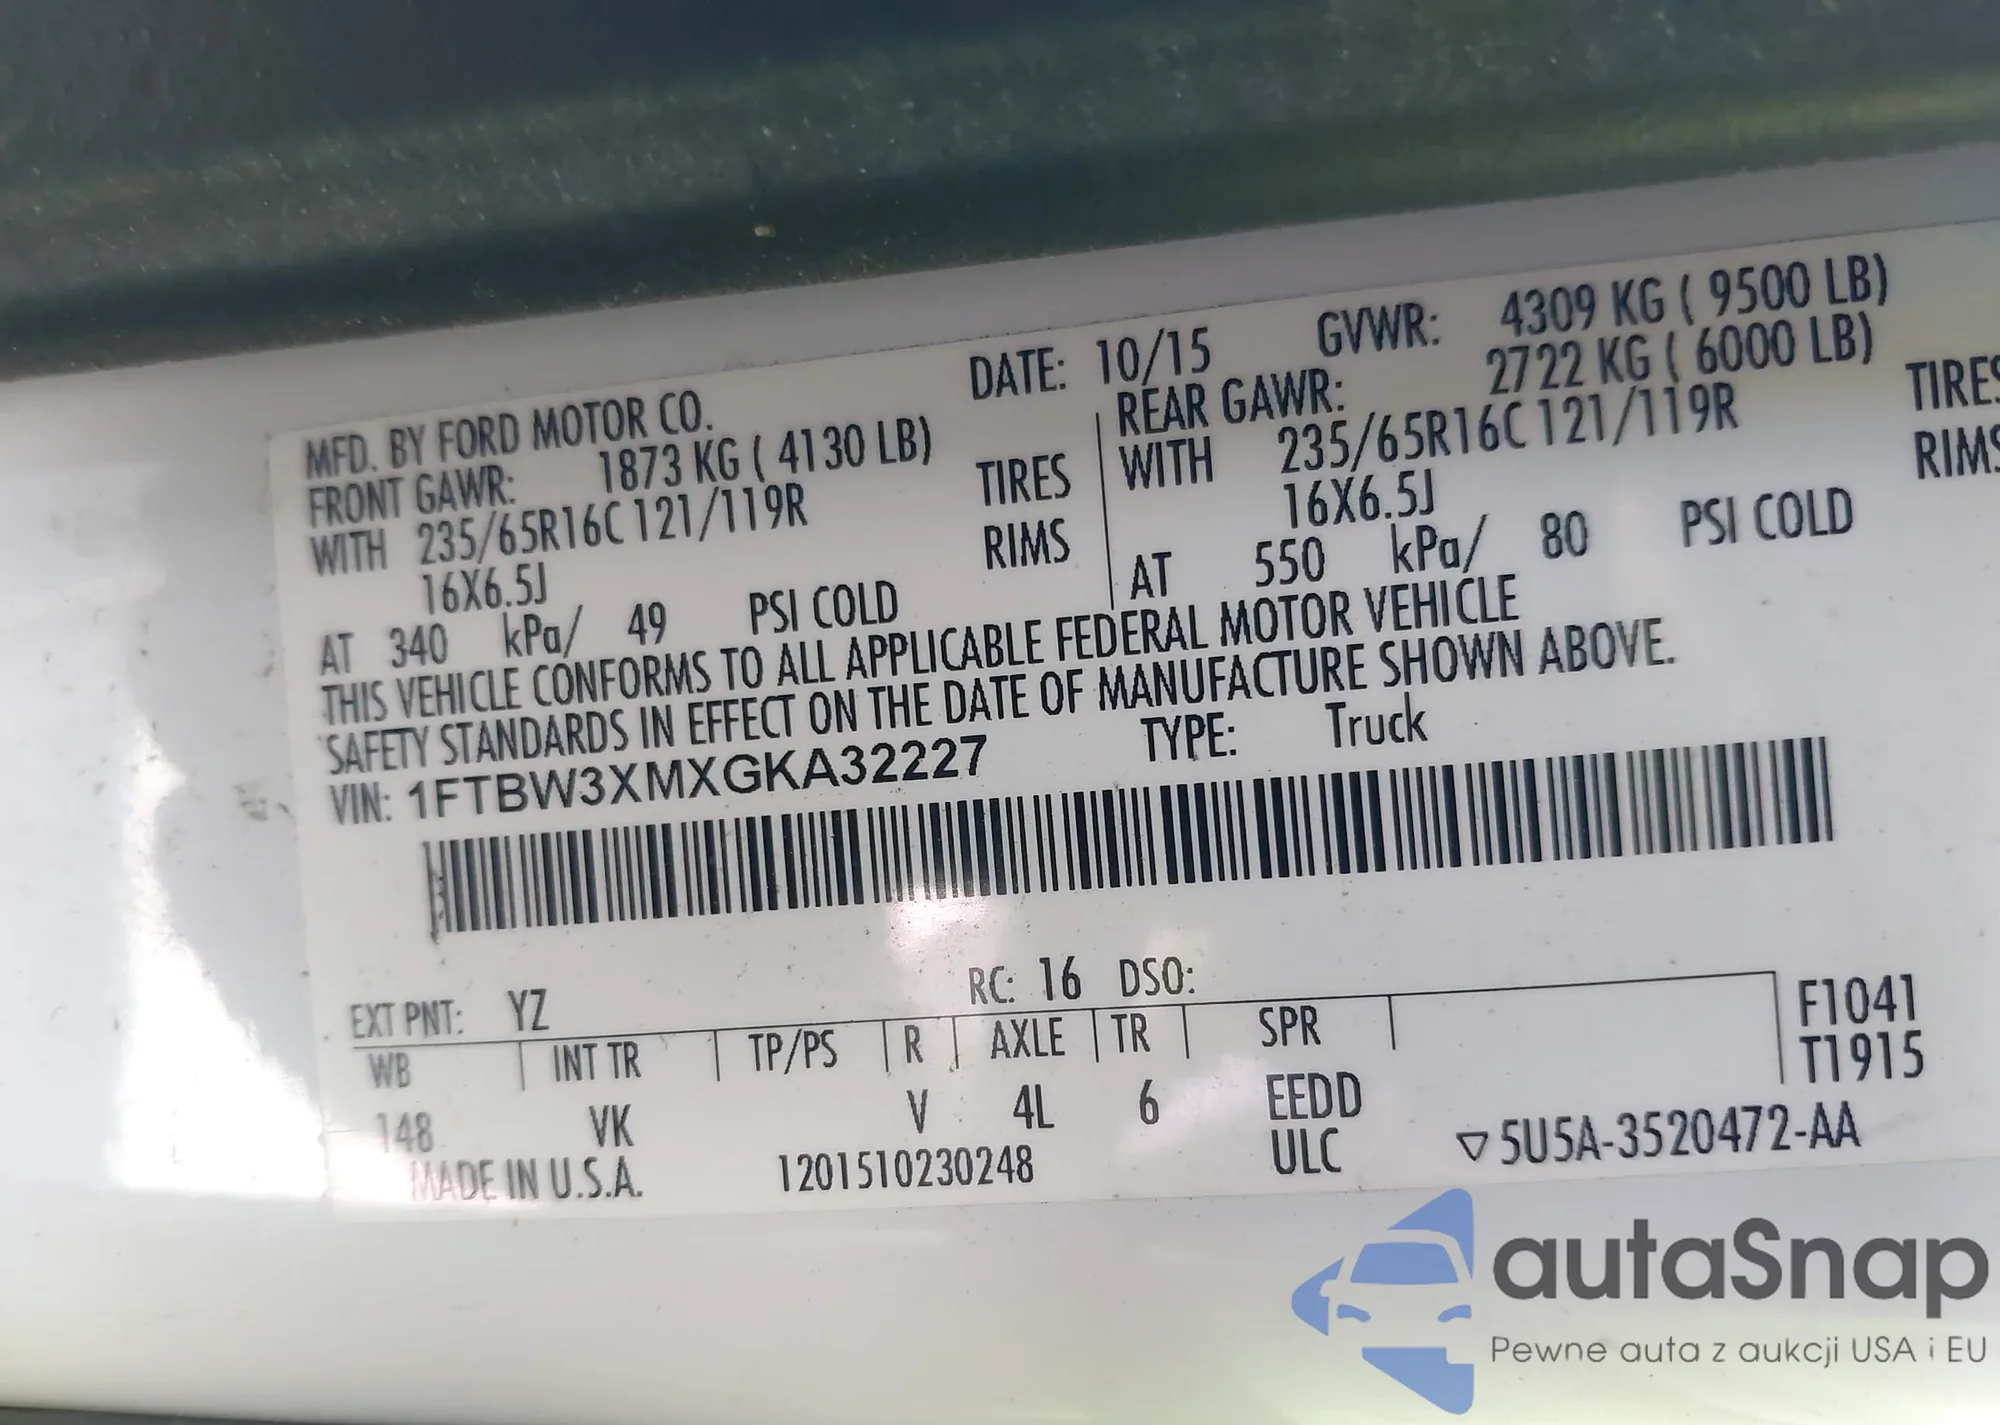 MFD. BY FORD MOTOR CO. DATE: 10/15 GVWR: 4309 KG ( 9500 LB)
FRONT GAWR: 1873 KG ( 4130 LB) REAR GAWR: 2722 KG ( 6000 LB)
WITH 235/65R16C 121/119R TIRES WITH 235/65R16C 121/119R TIRES
16X6.5J RIMS 16X6.5J RIMS
AT 340 kPa/ 49 PSI COLD AT 550 kPa/ 80 PSI COLD
THIS VEHICLE CONFORMS TO ALL APPLICABLE FEDERAL MOTOR VEHICLE
SAFETY STANDARDS IN EFFECT ON THE DATE OF MANUFACTURE SHOWN ABOVE.
VIN: 1FTBW3XMXGKA32227 TYPE: Truck
EXT PNT: YZ RC: 16 DSO:
WB INT TR TP/PS R AXLE TR SPR F1041
T1915
148 VK V 4L 6 EEDD
ULC ▽5U5A-3520472-AA
MADE IN U.S.A. 1201510230248
autaSnap
Pewne auta z aukcji USA i EU